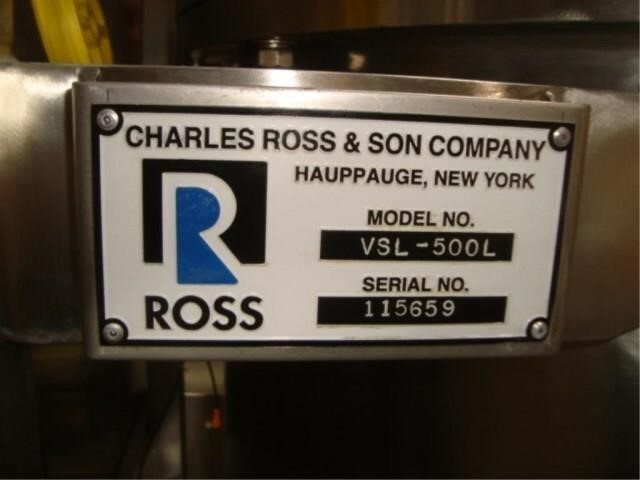 CHARLES ROSS & SON COMPANY
HAUPPAUGE, NEW YORK
R
ROSS
MODEL NO.
VSL-500L
SERIAL NO.
115659